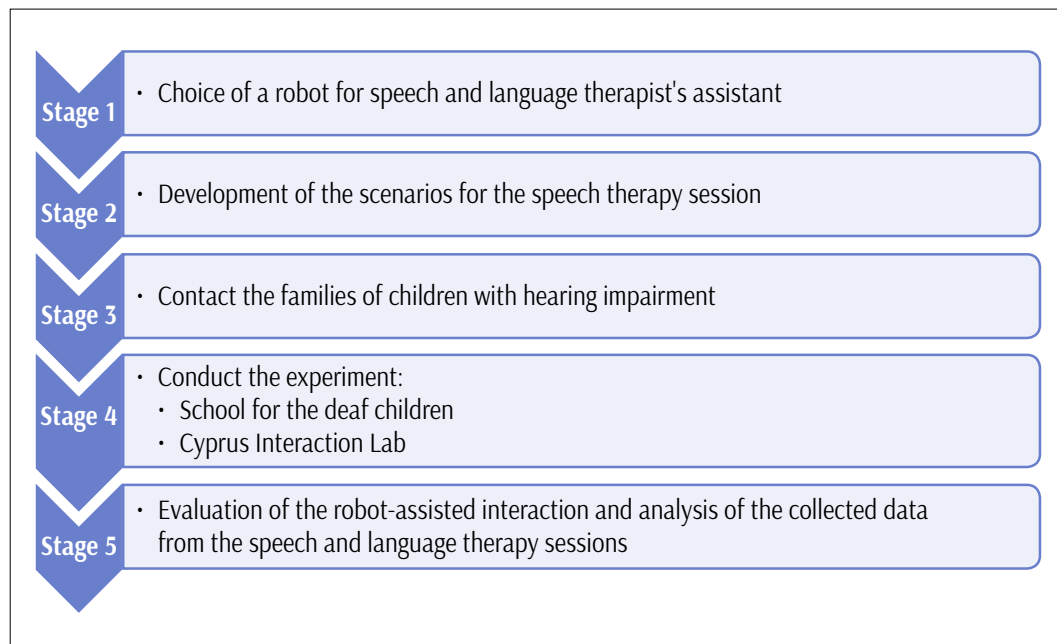 Stage 1
· Choice of a robot for speech and language therapist's assistant
Stage 2
· Development of the scenarios for the speech therapy session
Stage 3
· Contact the families of children with hearing impairment
Stage 4
· Conduct the experiment:
· School for the deaf children
· Cyprus Interaction Lab
Stage 5
· Evaluation of the robot-assisted interaction and analysis of the collected data
from the speech and language therapy sessions